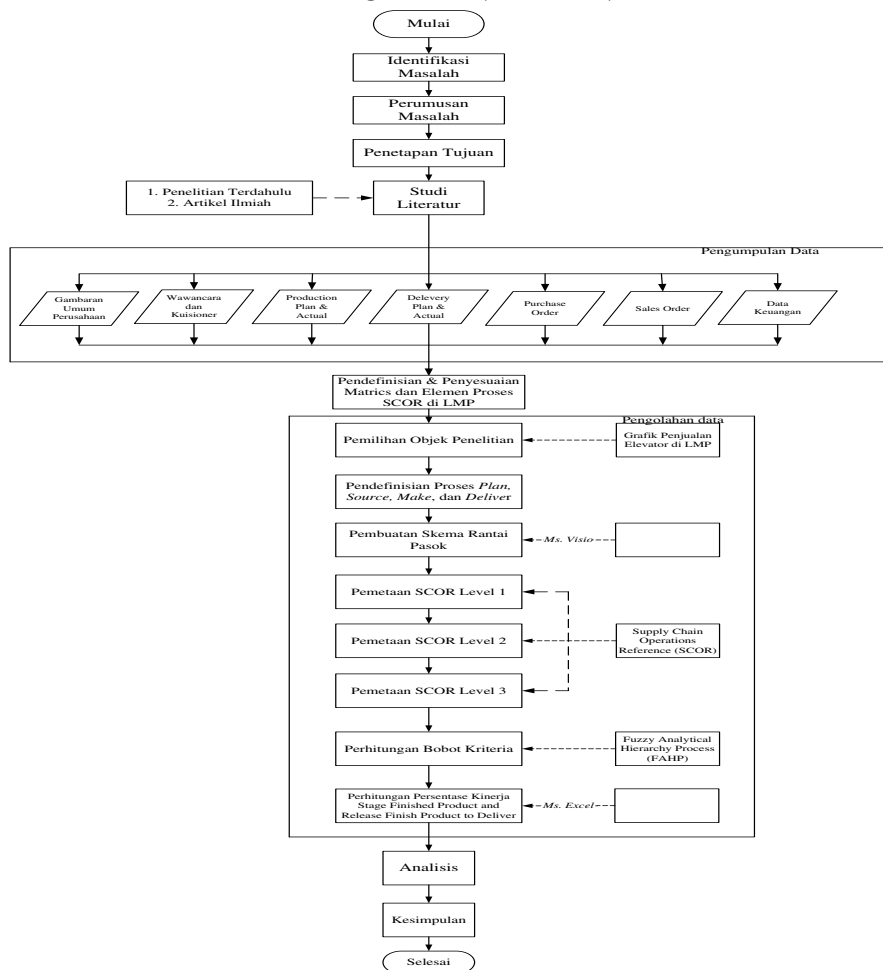 Mulai
Identifikasi
Masalah
Perumusan
Masalah
Penetapan Tujuan
1. Penelitian Terdahulu
2. Artikel Ilmiah
Studi
Literatur
Pengumpulan Data
Gambaran
Umum
Perusahaan
Wawancara
dan
Kuisioner
Production
Plan &
Actual
Delevery
Plan &
Actual
Purchase
Order
Sales Order
Data
Keuangan
Pendefinisian & Penyesuaian
Matrics dan Elemen Proses
SCOR di LMP
Pengolahan data
Pemilihan Objek Penelitian
Grafik Penjualan
Elevator di LMP
Pendefinisian Proses Plan,
Source, Make, dan Deliver
Pembuatan Skema Rantai
Pasok
Ms. Visio
Pemetaan SCOR Level 1
Pemetaan SCOR Level 2
Supply Chain
Operations
Reference (SCOR)
Pemetaan SCOR Level 3
Perhitungan Bobot Kriteria
Fuzzy Analytical
Hierarchy Process
(FAHP)
Perhitungan Persentase Kinerja
Stage Finished Product and
Release Finish Product to Deliver
Ms. Excel
Analisis
Kesimpulan
Selesai